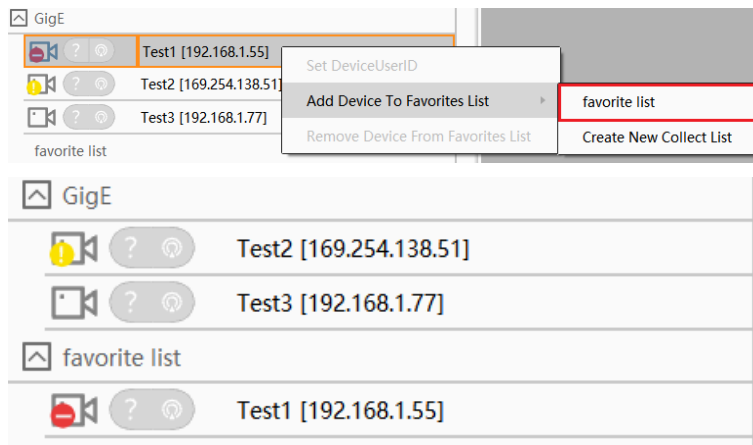 GigE
Test1 [192.168.1.55]
Set DeviceUserID
Test2 [169.254.138.51]
Add Device To Favorites List
favorite list
Test3 [192.168.1.77]
Remove Device From Favorites List
Create New Collect List
favorite list
GigE
? Test2 [169.254.138.51]
? Test3 [192.168.1.77]
favorite list
? Test1 [192.168.1.55]